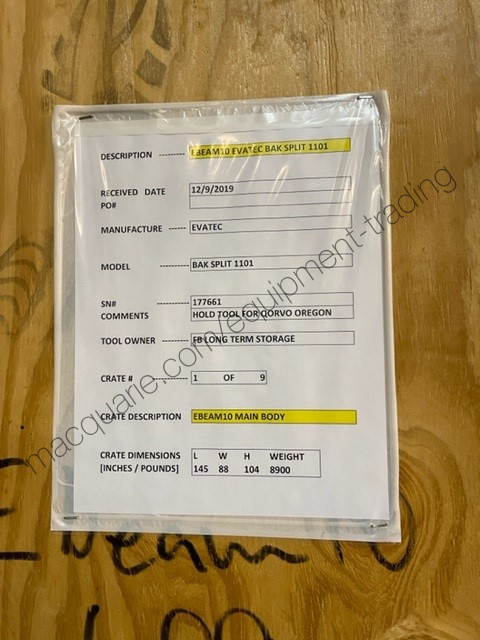 DESCRIPTION -------- EBEAM10 EVATEC BAK SPLIT 1101
RECEIVED DATE 12/9/2019
PO#
MANUFACTURE ------ EVATEC
MODEL -------- BAK SPLIT 1101
SN# -------- 177661
COMMENTS HOLD TOOL FOR QORVO OREGON
TOOL OWNER -------- FB LONG TERM STORAGE
CRATE # -------- 1 OF 9
CRATE DESCRIPTION EBEAM10 MAIN BODY
CRATE DIMENSIONS L W H WEIGHT
[INCHES / POUNDS] 145 88 104 8900
macquarie.com/equipment-trading
Ebeam 10